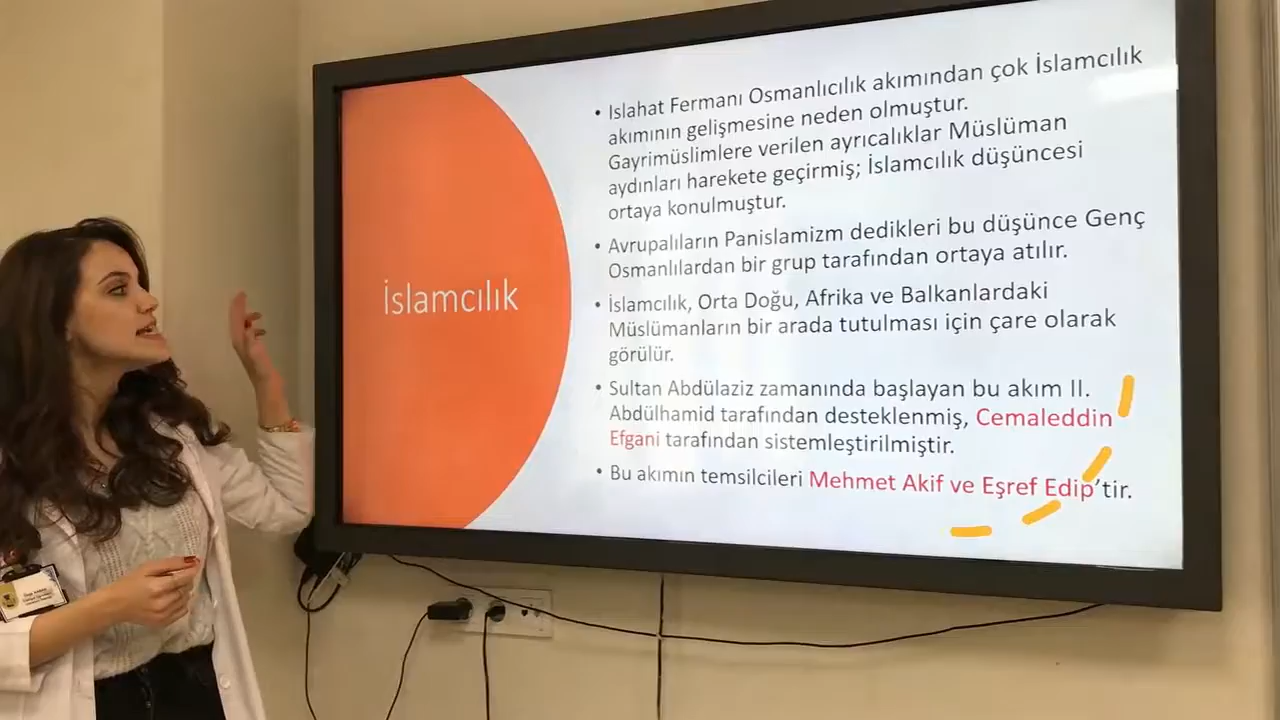 İslamcılık
• Islahat Fermanı Osmanlıcılık akımından çok İslamcılık
akımının gelişmesine neden olmuştur.
Gayrimüslimlere verilen ayrıcalıklar Müslüman
aydınları harekete geçirmiş; İslamcılık düşüncesi
ortaya konulmuştur.
• Avrupalıların Panislamizm dedikleri bu düşünce Genç
Osmanlılardan bir grup tarafından ortaya atılır.
• İslamcılık, Orta Doğu, Afrika ve Balkanlardaki
Müslümanların bir arada tutulması için çare olarak
görülür.
• Sultan Abdülaziz zamanında başlayan bu akım II.
Abdülhamid tarafından desteklenmiş, Cemaleddin
Efgani tarafından sistemleştirilmiştir.
• Bu akımın temsilcileri Mehmet Akif ve Eşref Edip’tir.